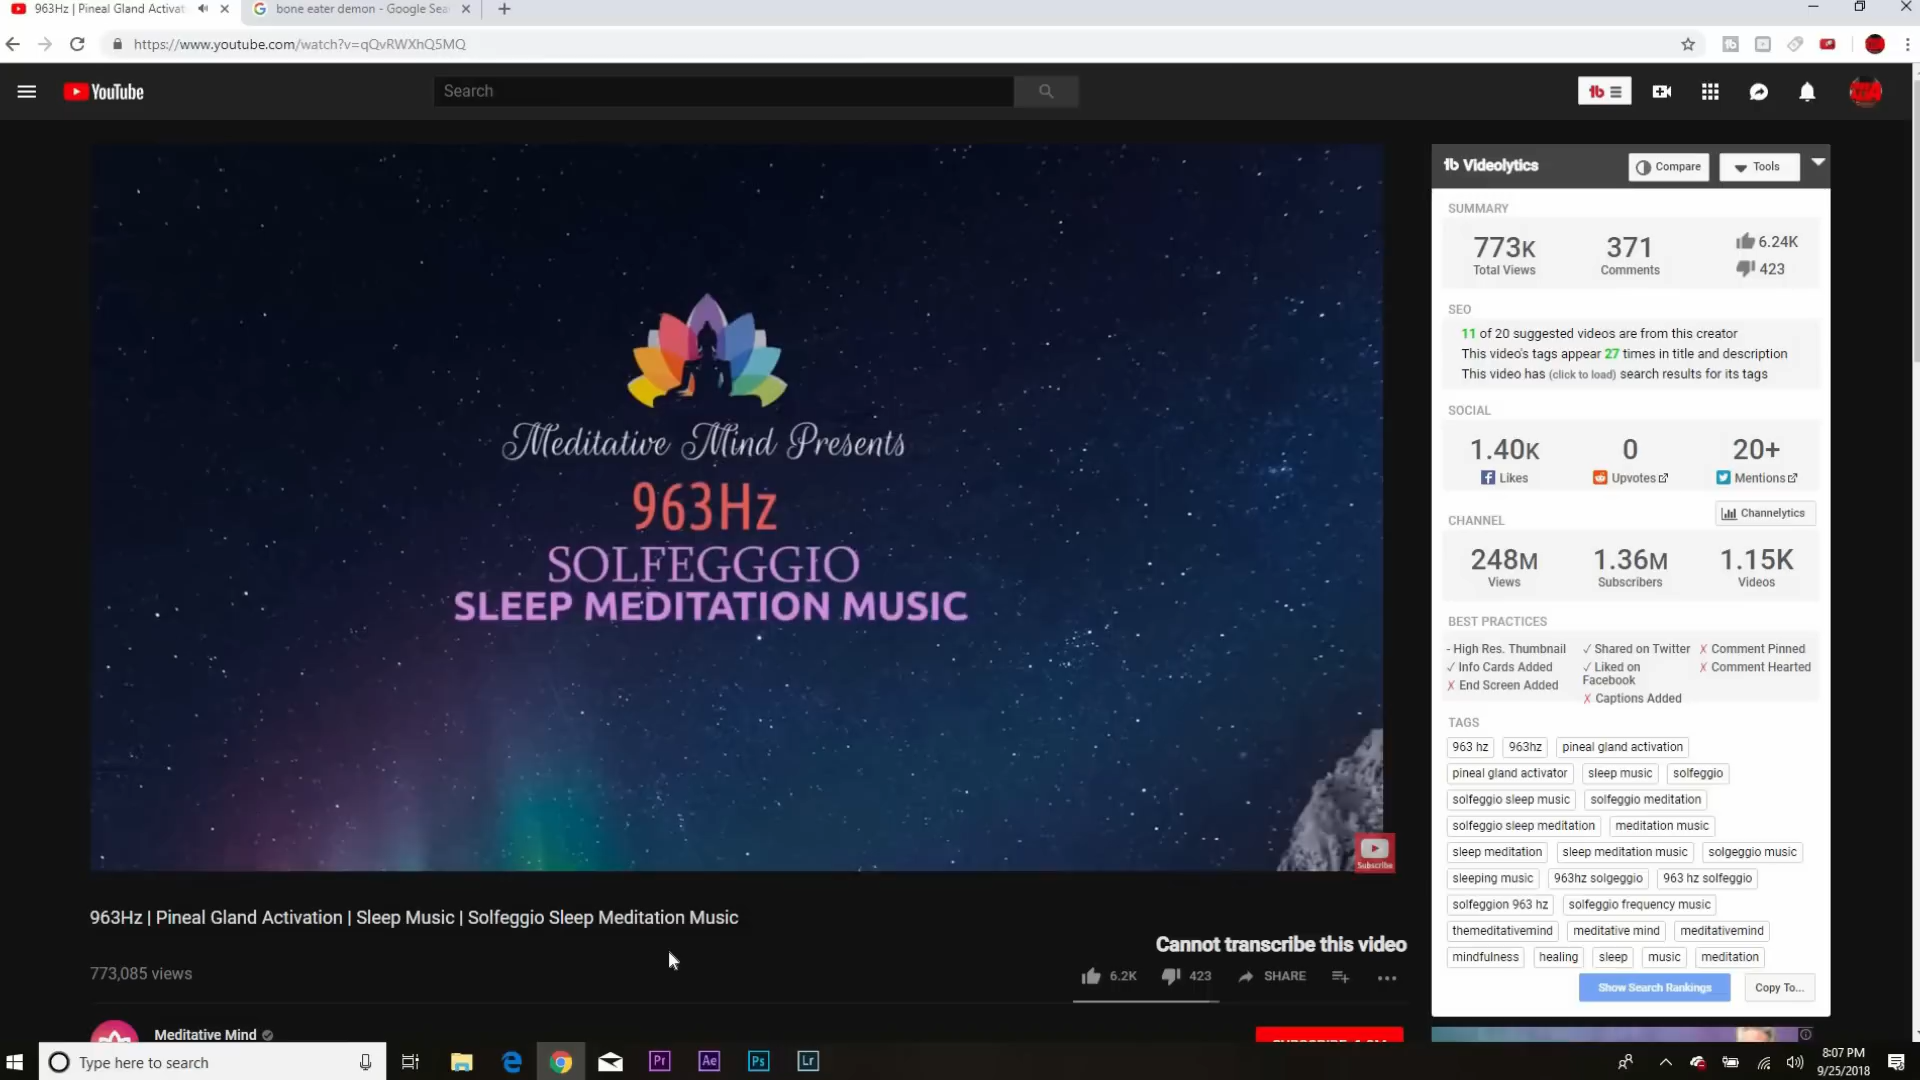 963Hz | Pineal Gland Activat
bone eater demon - Google Sea
https://www.youtube.com/watch?v=qQvRWXhQ5MQ
YouTube
Search
Meditative Mind Presents
963Hz
SOLFEGGGIO
SLEEP MEDITATION MUSIC
Subscribe
963Hz | Pineal Gland Activation | Sleep Music | Solfeggio Sleep Meditation Music
Cannot transcribe this video
773,085 views
6.2K
423
SHARE
Meditative Mind
tb Videolytics
Compare
Tools
SUMMARY
773K
Total Views
371
Comments
6.24K
423
SEO
11 of 20 suggested videos are from this creator
This video's tags appear 27 times in title and description
This video has (click to load) search results for its tags
SOCIAL
1.40K
Likes
0
Upvotes
20+
Mentions
CHANNEL
Channelytics
248M
Views
1.36M
Subscribers
1.15K
Videos
BEST PRACTICES
- High Res. Thumbnail
✓ Info Cards Added
✗ End Screen Added
✓ Shared on Twitter
✓ Liked on
Facebook
✗ Captions Added
✗ Comment Pinned
✗ Comment Hearted
TAGS
963 hz 963hz pineal gland activation
pineal gland activator sleep music solfeggio
solfeggio sleep music solfeggio meditation
solfeggio sleep meditation meditation music
sleep meditation sleep meditation music solgeggio music
sleeping music 963hz solgeggio 963 hz solfeggio
solfeggion 963 hz solfeggio frequency music
themeditativemind meditative mind meditativemind
mindfulness healing sleep music meditation
Show Search Rankings
Copy To...
Type here to search
Pr
Ae
Ps
Lr
8:07 PM
9/25/2018